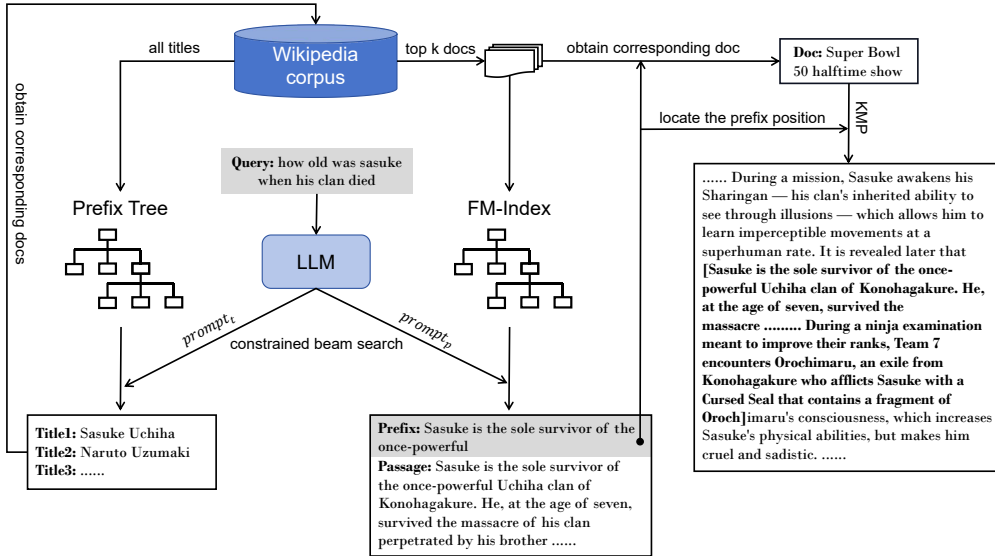 all titles
Wikipedia
corpus
top k docs
obtain corresponding doc
Doc: Super Bowl
50 halftime show
obtain corresponding docs
locate the prefix position
KMP
Query: how old was sasuke
when his clan died
Prefix Tree
FM-Index
LLM
prompt_t
prompt_p
constrained beam search
Title1: Sasuke Uchiha
Title2: Naruto Uzumaki
Title3: ......
Prefix: Sasuke is the sole survivor of the
once-powerful
Passage: Sasuke is the sole survivor of
the once-powerful Uchiha clan of
Konohagakure. He, at the age of seven,
survived the massacre of his clan
perpetrated by his brother ......
...... During a mission, Sasuke awakens his
Sharingan — his clan's inherited ability to
see through illusions — which allows him to
learn imperceptible movements at a
superhuman rate. It is revealed later that
[Sasuke is the sole survivor of the once-
powerful Uchiha clan of Konohagakure. He,
at the age of seven, survived the
massacre ......... During a ninja examination
meant to improve their ranks, Team 7
encounters Orochimaru, an exile from
Konohagakure who afflicts Sasuke with a
Cursed Seal that contains a fragment of
Oroch]imaru's consciousness, which increases
Sasuke's physical abilities, but makes him
cruel and sadistic. ......